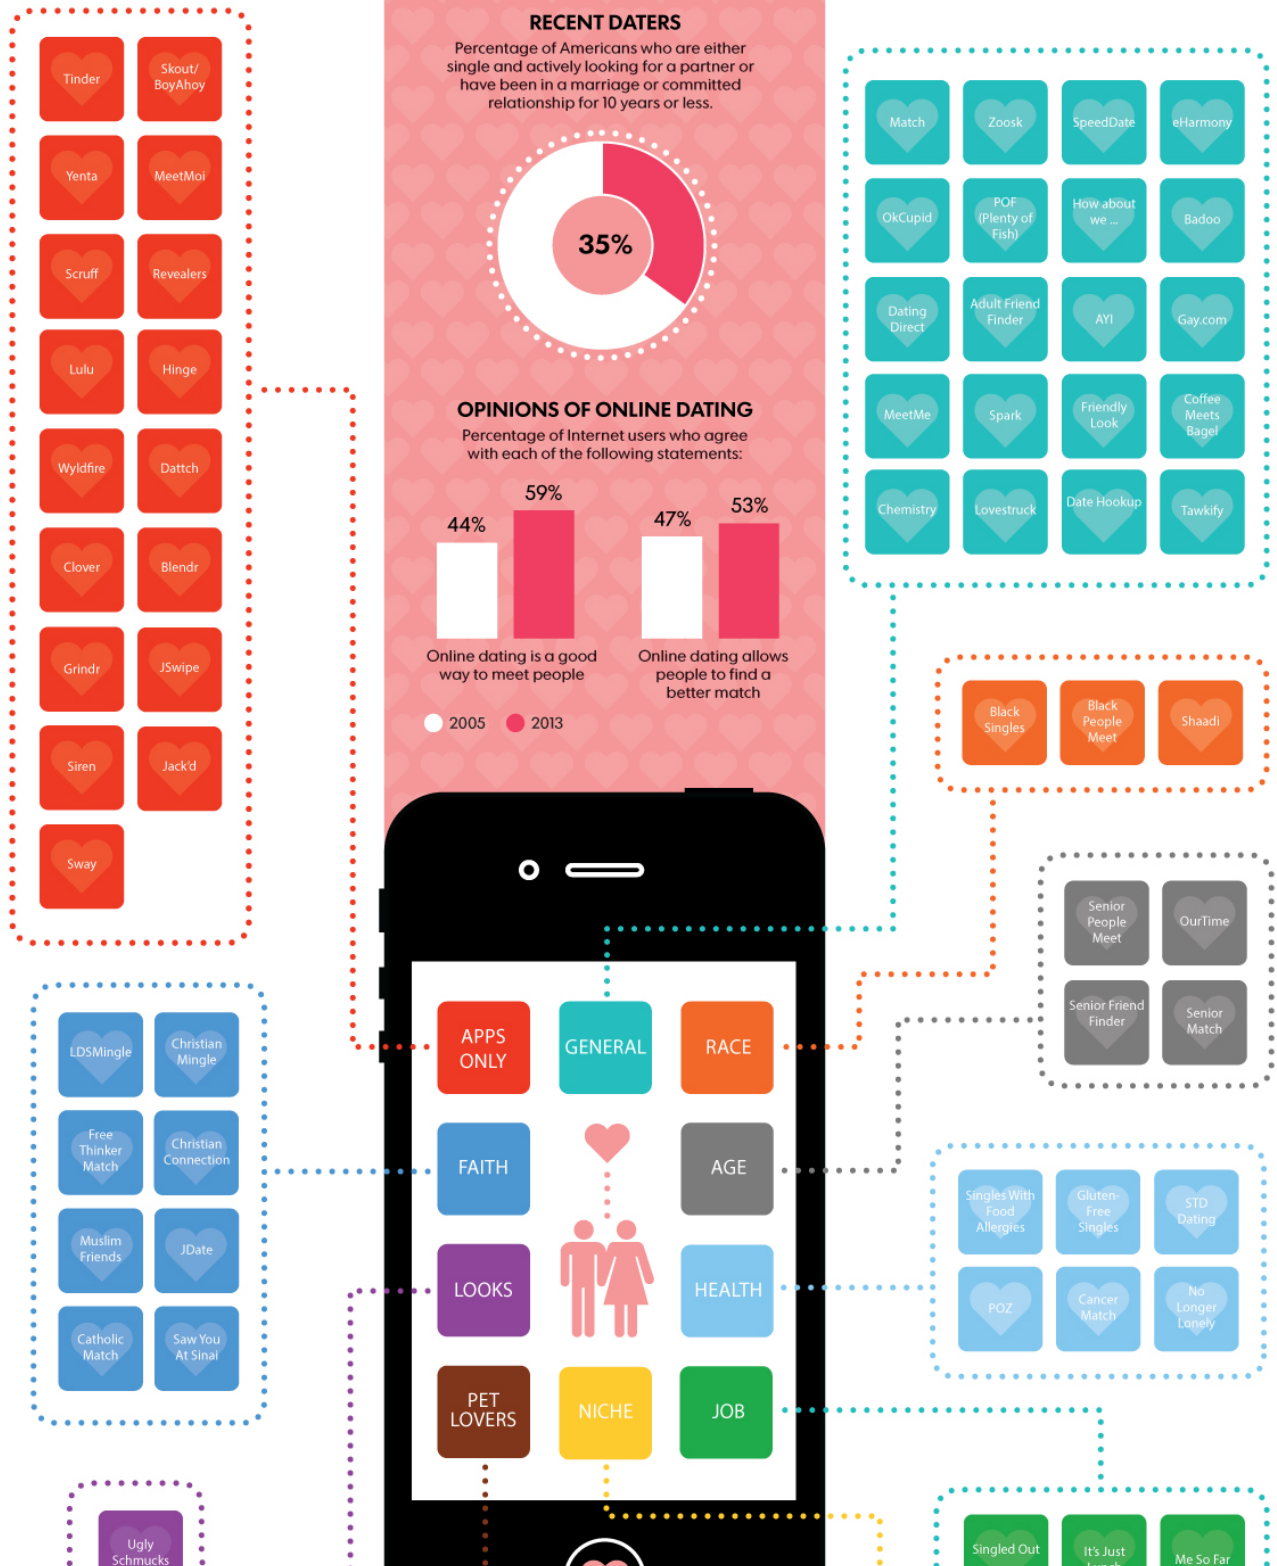 RECENT DATERS
Percentage of Americans who are either
single and actively looking for a partner or
have been in a marriage or committed
relationship for 10 years or less.
35%
OPINIONS OF ONLINE DATING
Percentage of Internet users who agree
with each of the following statements:
44%
59%
47%
53%
Online dating is a good
way to meet people
Online dating allows
people to find a
better match
2005
2013
Tinder
Skout/
BoyAhoy
Yenta
MeetMoi
Scruff
Revealers
Lulu
Hinge
Wyldfire
Dattch
Clover
Blendr
Grindr
JSwipe
Siren
Jack'd
Sway
Match
Zoosk
SpeedDate
eHarmony
OkCupid
POF
(Plenty of
Fish)
How about
we ...
Badoo
Dating
Direct
Adult Friend
Finder
AYI
Gay.com
MeetMe
Spark
Friendly
Look
Coffee
Meets
Bagel
Chemistry
Lovestruck
Date Hookup
Tawkify
Black
Singles
Black
People
Meet
Shaadi
Senior
People
Meet
OurTime
Senior Friend
Finder
Senior
Match
APPS
ONLY
GENERAL
RACE
FAITH
AGE
LOOKS
HEALTH
PET
LOVERS
NICHE
JOB
LDSMingle
Christian
Mingle
Free
Thinker
Match
Christian
Connection
Muslim
Friends
JDate
Catholic
Match
Saw You
At Sinai
Singles With
Food
Allergies
Gluten-
Free
Singles
STD
Dating
POZ
Cancer
Match
No
Longer
Lonely
Ugly
Schmucks
Singled Out
It's Just
Me So Far